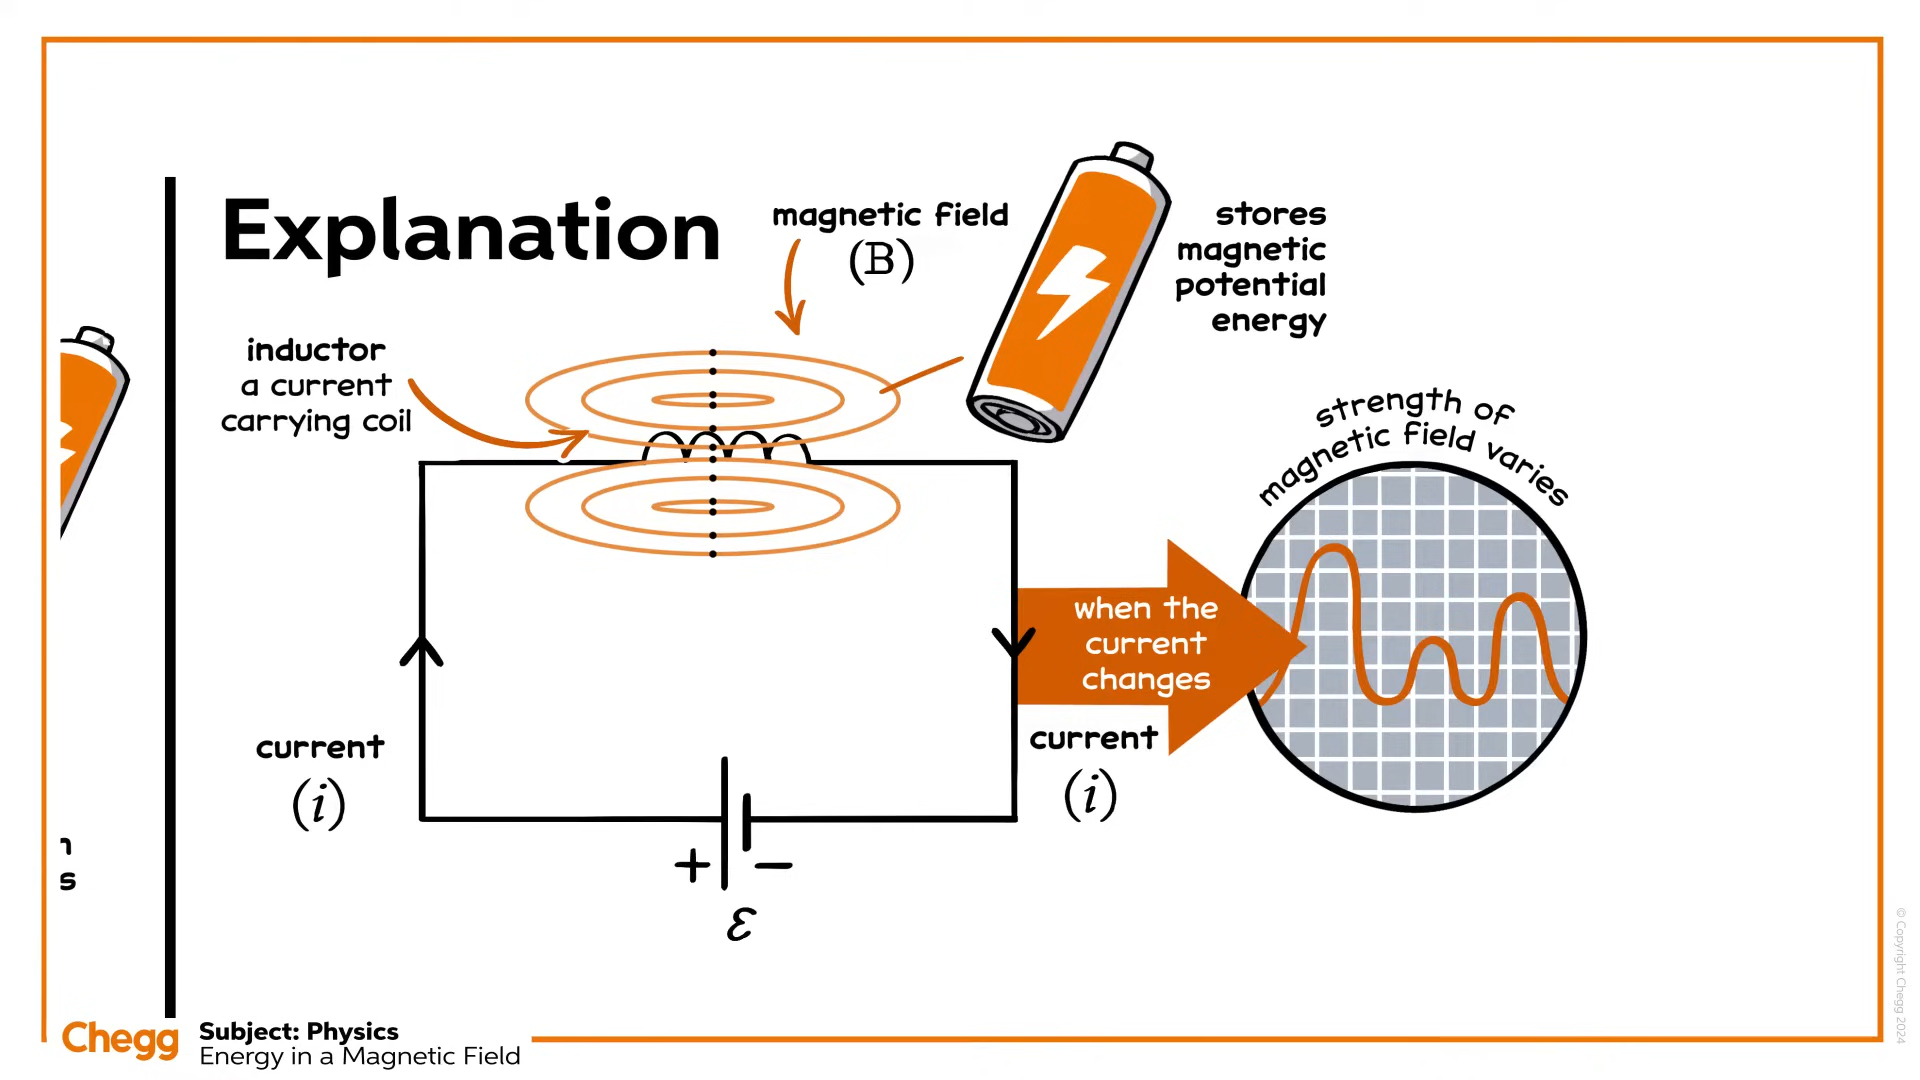 Explanation
magnetic field
(B)
stores
magnetic
potential
energy
inductor
a current
carrying coil
strength of
magnetic field varies
when the
current
changes
current
(i)
current
(i)
+ −
ε
s
Chegg
Subject: Physics
Energy in a Magnetic Field
© Copyright Chegg 2024